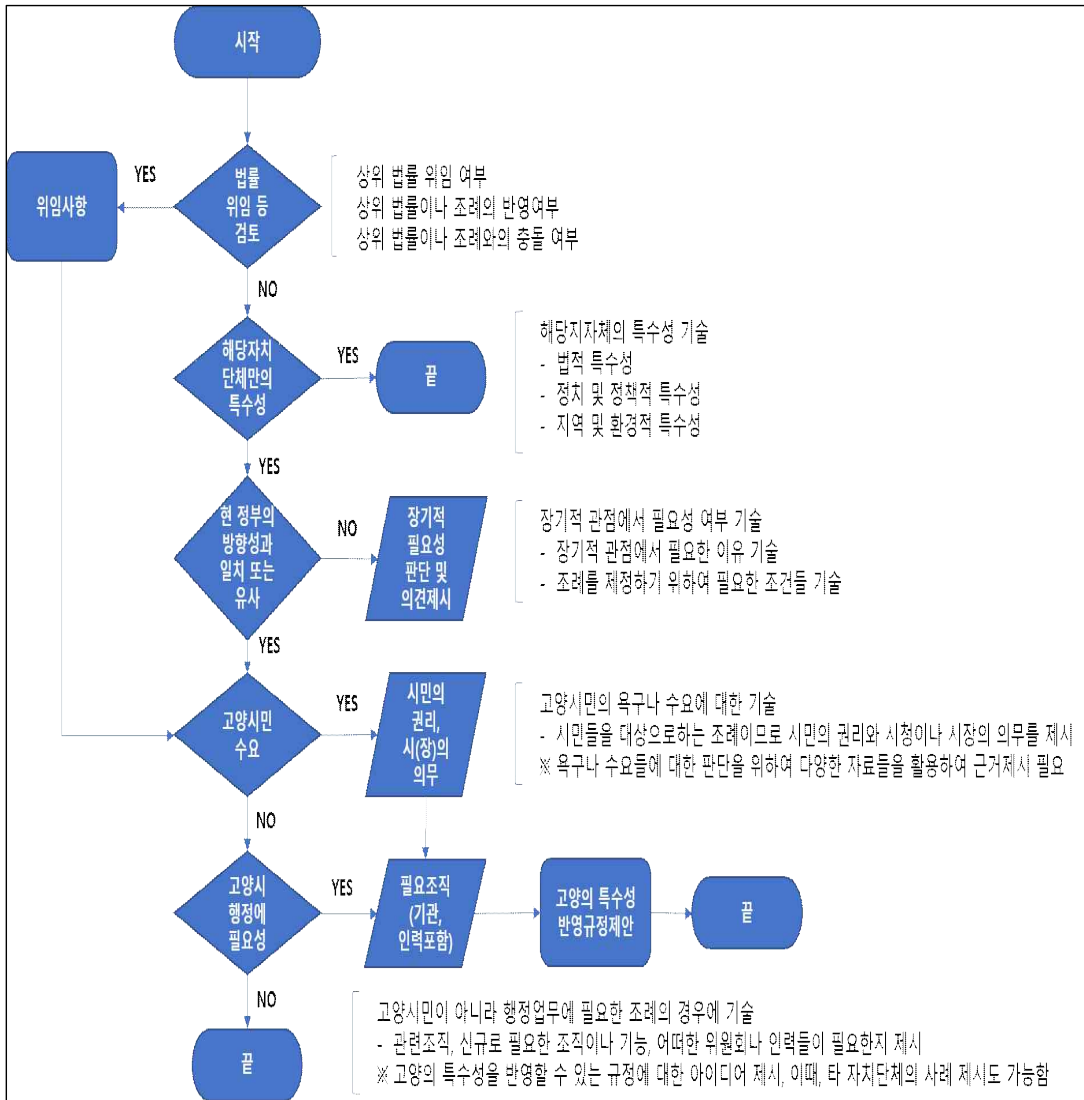 시작
YES
법률
위임 등
검토
위임사항
상위 법률 위임 여부
상위 법률이나 조례의 반영여부
상위 법률이나 조례와의 충돌 여부
NO
해당자치
단체만의
특수성
YES
끝
해당지자체의 특수성 기술
- 법적 특수성
- 정치 및 정책적 특수성
- 지역 및 환경적 특수성
YES
현 정부의
방향성과
일치 또는
유사
NO
장기적
필요성
판단 및
의견제시
장기적 관점에서 필요성 여부 기술
- 장기적 관점에서 필요한 이유 기술
- 조례를 제정하기 위하여 필요한 조건들 기술
YES
고양시민
수요
YES
시민의
권리,
시(장)의
의무
고양시민의 욕구나 수요에 대한 기술
- 시민들을 대상으로하는 조례이므로 시민의 권리와 시청이나 시장의 의무를 제시
※ 욕구나 수요들에 대한 판단을 위하여 다양한 자료들을 활용하여 근거제시 필요
NO
고양시
행정에
필요성
YES
필요조직
(기관,
인력포함)
고양의 특수성
반영규정제안
끝
NO
끝
고양시민이 아니라 행정업무에 필요한 조례의 경우에 기술
- 관련조직, 신규로 필요한 조직이나 기능, 어떠한 위원회나 인력들이 필요한지 제시
※ 고양의 특수성을 반영할 수 있는 규정에 대한 아이디어 제시, 이때, 타 자치단체의 사례 제시도 가능함